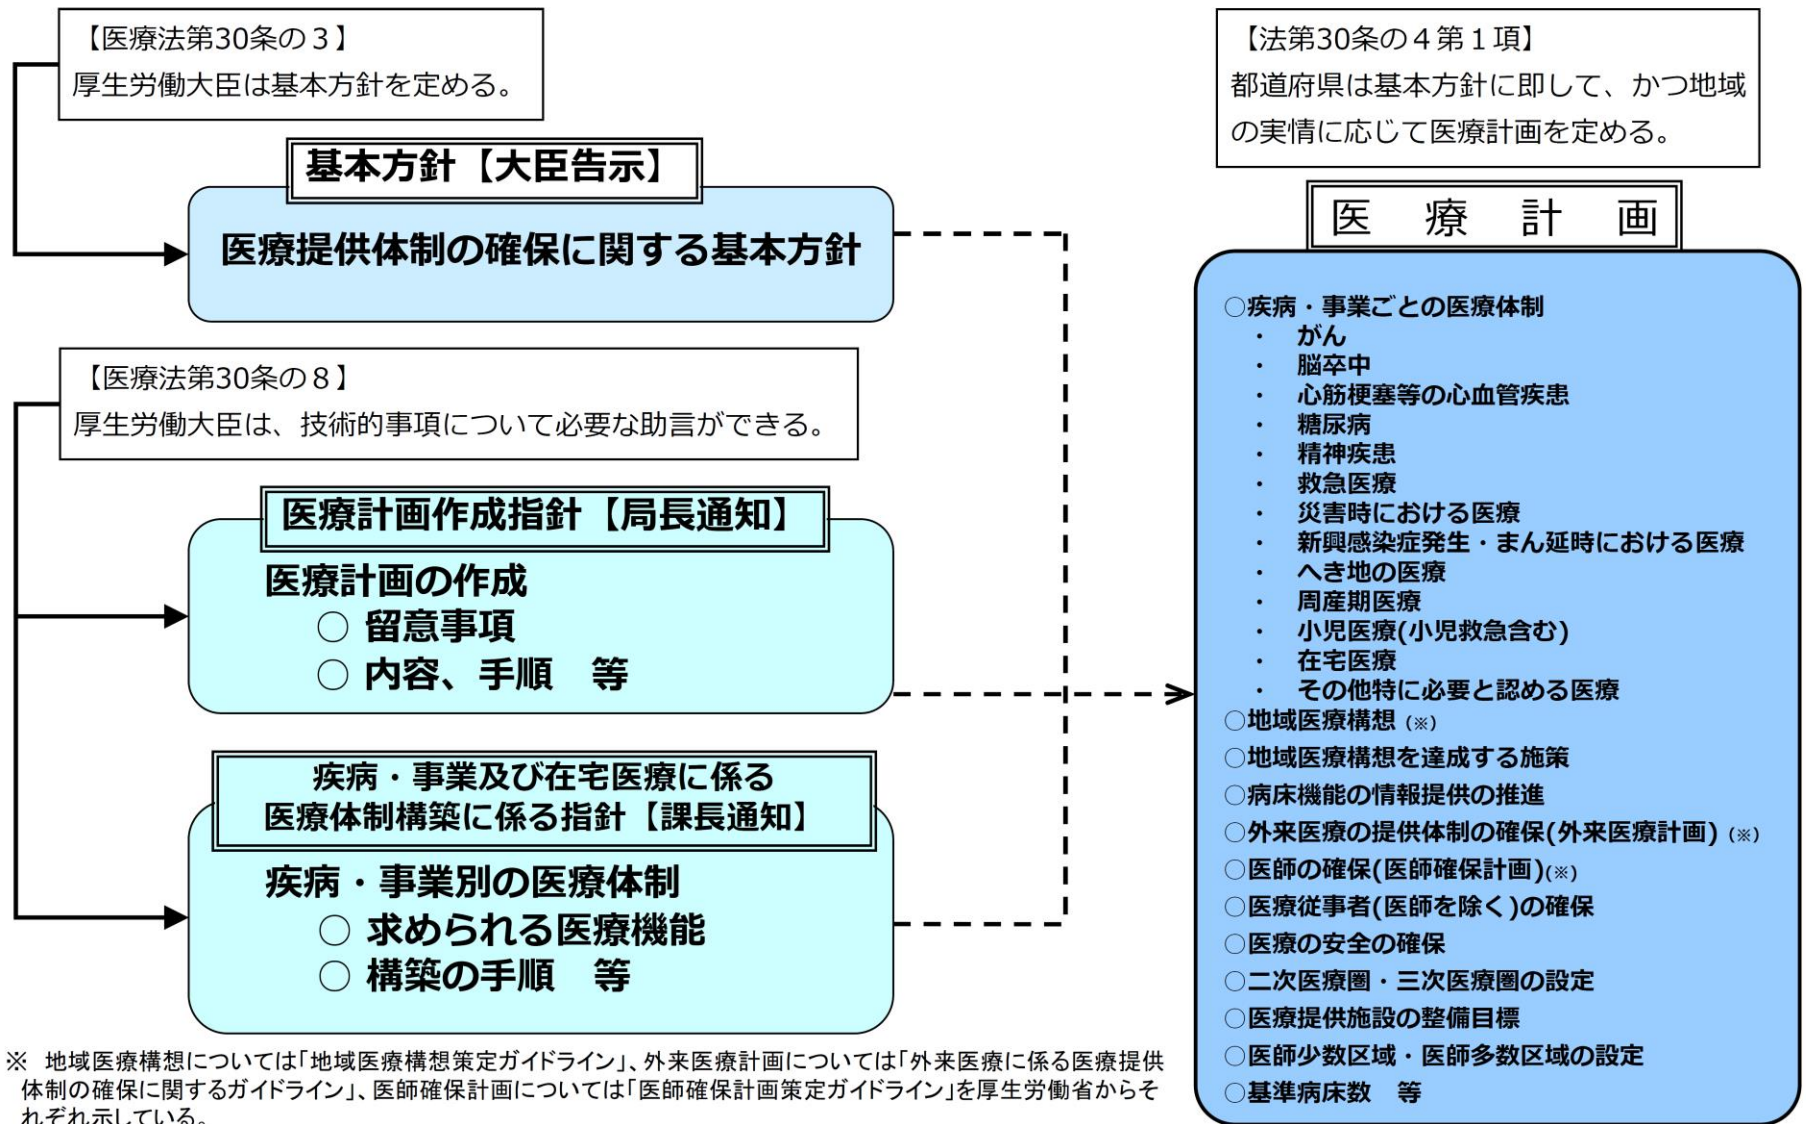 【医療法第30条の３】
厚生労働大臣は基本方針を定める。
基本方針【大臣告示】
医療提供体制の確保に関する基本方針
【医療法第30条の８】
厚生労働大臣は、技術的事項について必要な助言ができる。
医療計画作成指針【局長通知】
医療計画の作成
○ 留意事項
○ 内容、手順　等
疾病・事業及び在宅医療に係る
医療体制構築に係る指針【課長通知】
疾病・事業別の医療体制
○ 求められる医療機能
○ 構築の手順　等
※　地域医療構想については「地域医療構想策定ガイドライン」、外来医療計画については「外来医療に係る医療提供
体制の確保に関するガイドライン」、医師確保計画については「医師確保計画策定ガイドライン」を厚生労働省からそ
れぞれ示している。
【法第30条の４第１項】
都道府県は基本方針に即して、かつ地域
の実情に応じて医療計画を定める。
医　療　計　画
○疾病・事業ごとの医療体制
・　がん
・　脳卒中
・　心筋梗塞等の心血管疾患
・　糖尿病
・　精神疾患
・　救急医療
・　災害時における医療
・　新興感染症発生・まん延時における医療
・　へき地の医療
・　周産期医療
・　小児医療(小児救急含む)
・　在宅医療
・　その他特に必要と認める医療
○地域医療構想（※）
○地域医療構想を達成する施策
○病床機能の情報提供の推進
○外来医療の提供体制の確保(外来医療計画)（※）
○医師の確保(医師確保計画)(※)
○医療従事者(医師を除く)の確保
○医療の安全の確保
○二次医療圏・三次医療圏の設定
○医療提供施設の整備目標
○医師少数区域・医師多数区域の設定
○基準病床数　等